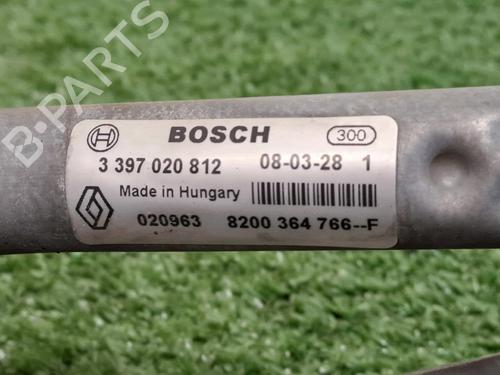 BOSCH
300
3 397 020 812
08-03-28 1
Made in Hungary
020963
8200 364 766--F
B-PARTS